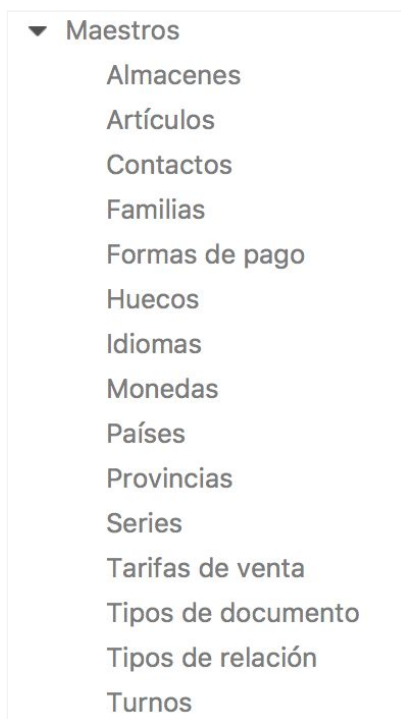 Maestros
Almacenes
Artículos
Contactos
Familias
Formas de pago
Huecos
Idiomas
Monedas
Países
Provincias
Series
Tarifas de venta
Tipos de documento
Tipos de relación
Turnos